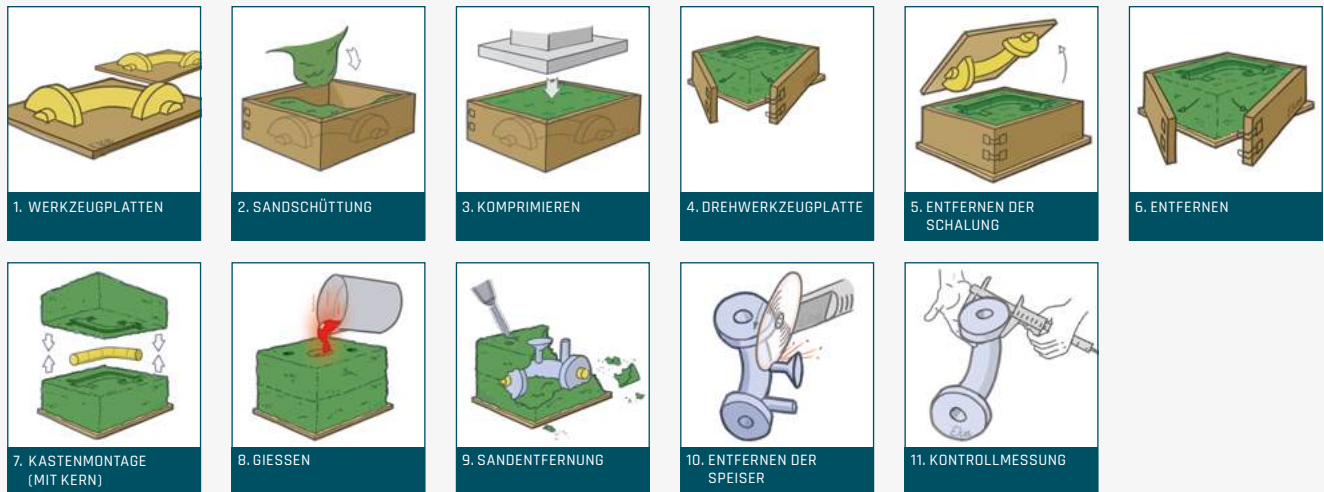 1. WERKZEUGPLATTEN
2. SANDSCHÜTTUNG
3. KOMPRIMIEREN
4. DREHWERKZEUGPLATTE
5. ENTFERNEN DER
SCHALUNG
6. ENTFERNEN
7. KASTENMONTAGE
(MIT KERN)
8. GIESSEN
9. SANDENTFERNUNG
10. ENTFERNEN DER
SPEISER
11. KONTROLLMESSUNG